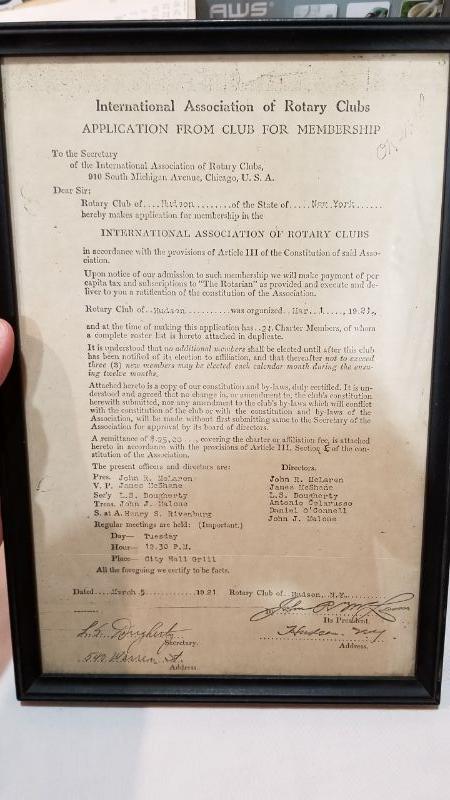 AWS
International Association of Rotary Clubs
APPLICATION FROM CLUB FOR MEMBERSHIP
To the Secretary
of the International Association of Rotary Clubs,
910 South Michigan Avenue, Chicago, U. S. A.
Dear Sir:
Rotary Club of....Hudson........of the State of.....New York......
hereby makes application for membership in the
INTERNATIONAL ASSOCIATION OF ROTARY CLUBS
in accordance with the provisions of Article III of the Constitution of said Asso-
ciation.
Upon notice of our admission to such membership we will make payment of per
capita tax and subscriptions to "The Rotarian" as provided and execute and de-
liver to you a ratification of the constitution of the Association.
Rotary Club of..Hudson...........was organized..Mar...1....,1921.,
and at the time of making this application has..21. Charter Members, of whom
a complete roster list is hereto attached in duplicate.
It is understood that no additional members shall be elected until after this club
has been notified of its election to affiliation, and that thereafter not to exceed
three (3) new members may be elected each calendar month during the ensu-
ing twelve months.
Attached hereto is a copy of our constitution and by-laws, duly certified. It is un-
derstood and agreed that no change in, or amendment to, the club's constitution
herewith submitted, nor any amendment to the club's by-laws which will conflict
with the constitution of the club or with the constitution and by-laws of the
Association, will be made without first submitting same to the Secretary of the
Association for approval by its board of directors.
A remittance of $.25,00..., covering the charter or affiliation fee, is attached
hereto in accordance with the provisions of Article III, Section of the con-
stitution of the Association.
The present officers and directors are: Directors.
Pres. John R. McLaren John R. McLaren
V. P. James McShane James McShane
Sec'y L.S. Dougherty L.S. Dougherty
Treas. John J. Malone Antonio Celarusso
S. at A. Henry S. Rivenburg Daniel O'Connell
Regular meetings are held: (Important.) John J. Malone
Day— Tuesday
Hour— 12.30 P.M.
Place— City Hall Grill
All the foregoing we certify to be facts.
Dated...March 5...........1921 Rotary Club of..Hudson, N.Y.....
John R McLaren
Its President.
L.S. Dougherty Hudson NY
Secretary. Address.
542 Warren St.
Address